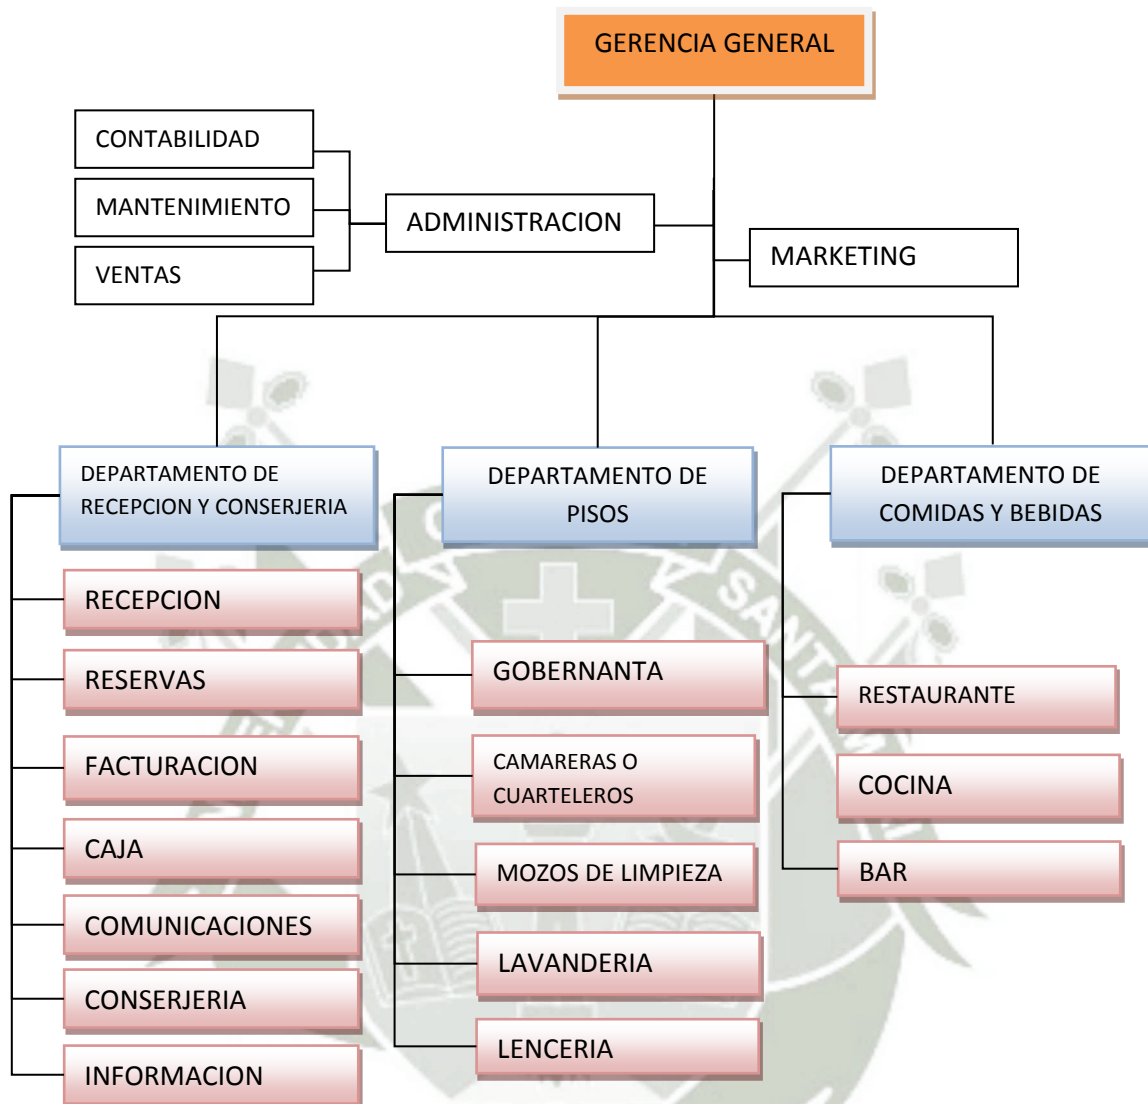 GERENCIA GENERAL
CONTABILIDAD
MANTENIMIENTO
VENTAS
ADMINISTRACION
MARKETING
DEPARTAMENTO DE
RECEPCION Y CONSERJERIA
RECEPCION
RESERVAS
FACTURACION
CAJA
COMUNICACIONES
CONSERJERIA
INFORMACION
DEPARTAMENTO DE
PISOS
GOBERNANTA
CAMARERAS O
CUARTELEROS
MOZOS DE LIMPIEZA
LAVANDERIA
LENCERIA
DEPARTAMENTO DE
COMIDAS Y BEBIDAS
RESTAURANTE
COCINA
BAR
SANTA